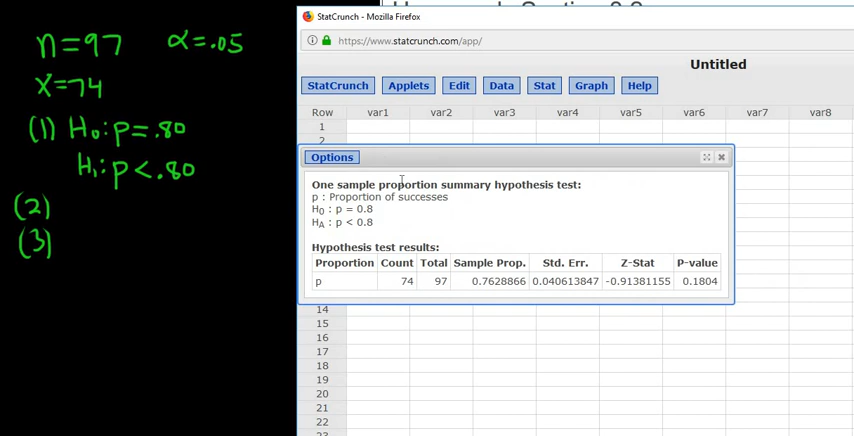 n=97 α=.05
x=74
(1) H₀: p=.80
H₁: p<.80
(2)
(3)
StatCrunch - Mozilla Firefox
https://www.statcrunch.com/app/
Untitled
StatCrunch Applets Edit Data Stat Graph Help
Row var1 var2 var3 var4 var5 var6 var7 var8
1
2
Options
One sample proportion summary hypothesis test:
p : Proportion of successes
H₀ : p = 0.8
Hᴀ : p < 0.8
Hypothesis test results:
Proportion Count Total Sample Prop. Std. Err. Z-Stat P-value
p 74 97 0.7628866 0.040613847 -0.91381155 0.1804
14
15
16
17
18
19
20
21
22